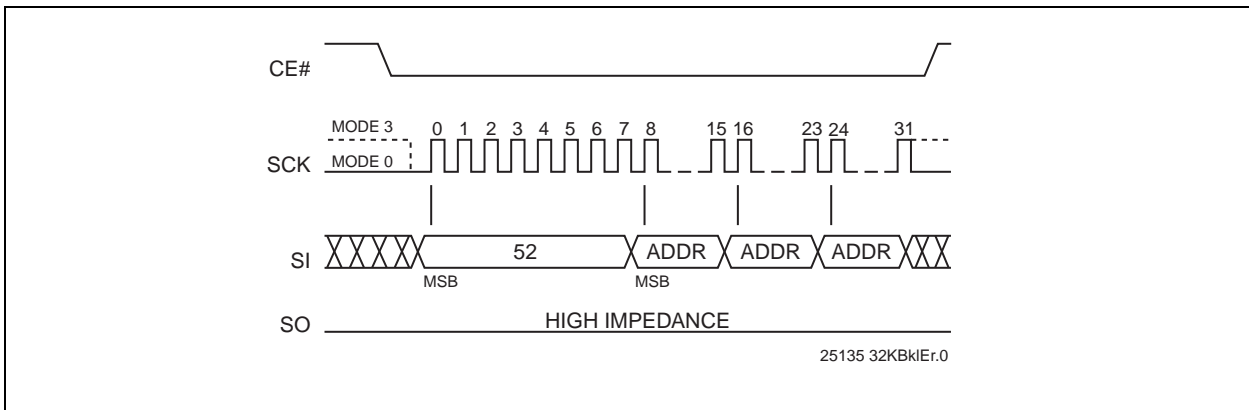 CE#
MODE 3 0 1 2 3 4 5 6 7 8 15 16 23 24 31
SCK MODE 0
SI 52 ADDR ADDR ADDR
MSB MSB
SO HIGH IMPEDANCE
25135 32KBklEr.0